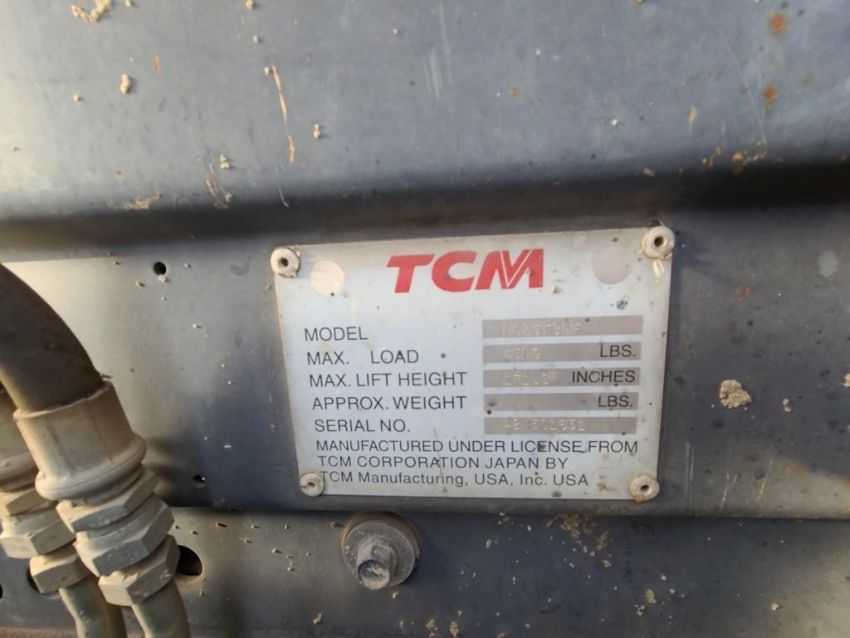 TCM
MODEL
MAX. LOAD LBS.
MAX. LIFT HEIGHT INCHES
APPROX. WEIGHT LBS.
SERIAL NO.
MANUFACTURED UNDER LICENSE FROM
TCM CORPORATION JAPAN BY
TCM Manufacturing, USA, Inc. USA